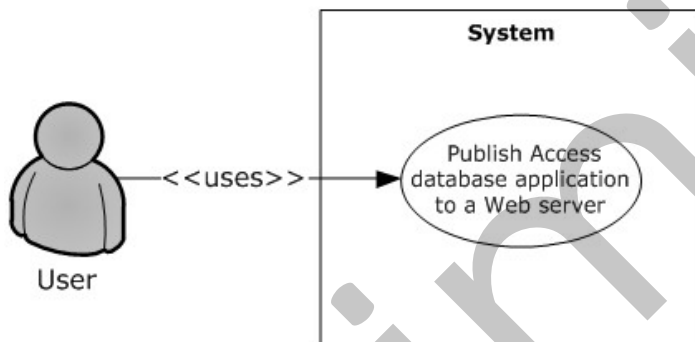 System
Publish Access
database application
to a Web server
<<uses>>
User